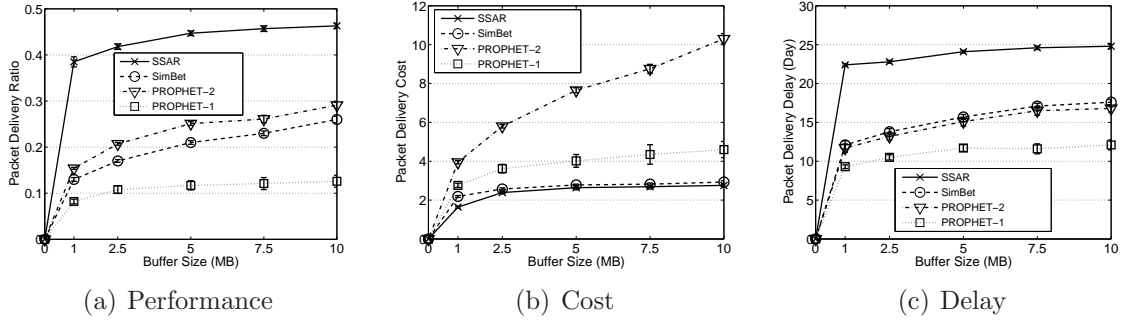 0.5
0.4
0.3
0.2
0.1
0
Packet Delivery Ratio
SSAR
SimBet
PROPHET−2
PROPHET−1
0 1 2.5 5 7.5 10
Buffer Size (MB)
(a) Performance
12
10
8
6
4
2
0
Packet Delivery Cost
SSAR
SimBet
PROPHET−2
PROPHET−1
0 1 2.5 5 7.5 10
Buffer Size (MB)
(b) Cost
30
25
20
15
10
5
0
Packet Delivery Delay (Day)
SSAR
SimBet
PROPHET−2
PROPHET−1
0 1 2.5 5 7.5 10
Buffer Size (MB)
(c) Delay